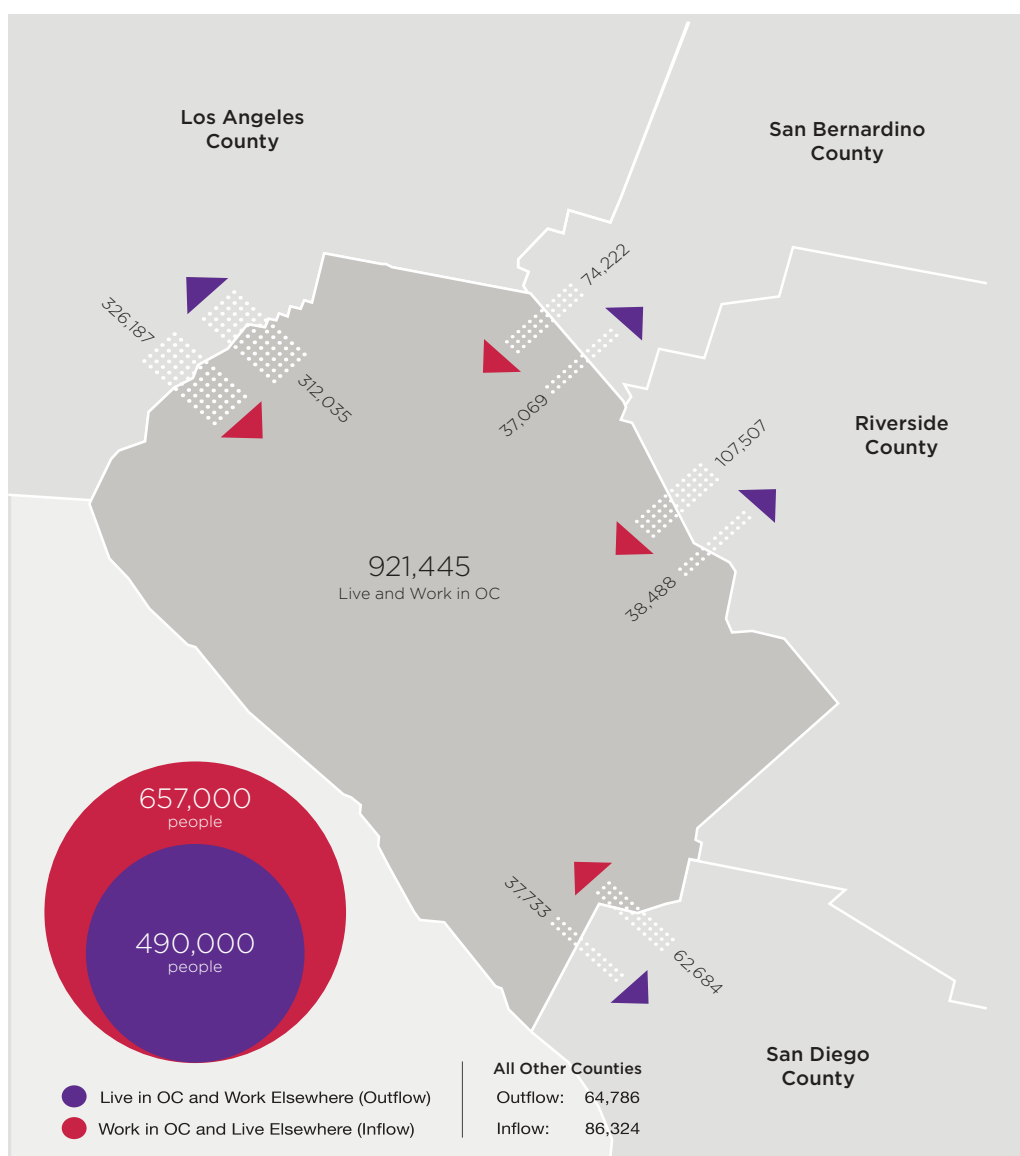 Los Angeles
County
San Bernardino
County
74,222
326,187
312,035
37,069
Riverside
County
107,507
921,445
Live and Work in OC
38,488
657,000
people
490,000
people
37,733
62,684
San Diego
County
All Other Counties
Outflow: 64,786
Inflow: 86,324
Live in OC and Work Elsewhere (Outflow)
Work in OC and Live Elsewhere (Inflow)